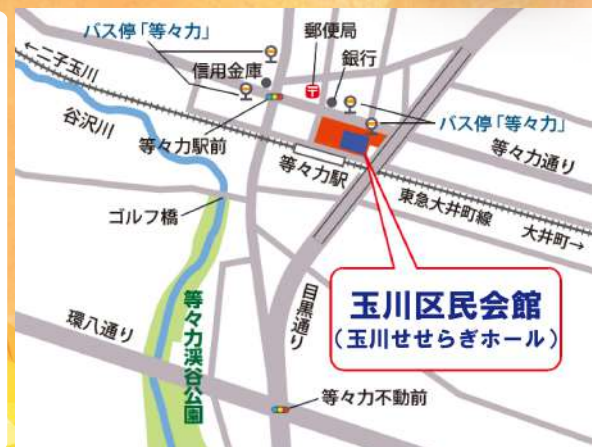 バス停「等々力」
郵便局
銀行
信用金庫
←二子玉川
谷沢川
等々力駅前
バス停「等々力」
等々力通り
等々力駅
東急大井町線
大井町→
ゴルフ橋
玉川区民会館
(玉川せせらぎホール)
目黒通り
等々力渓谷公園
環八通り
等々力不動前